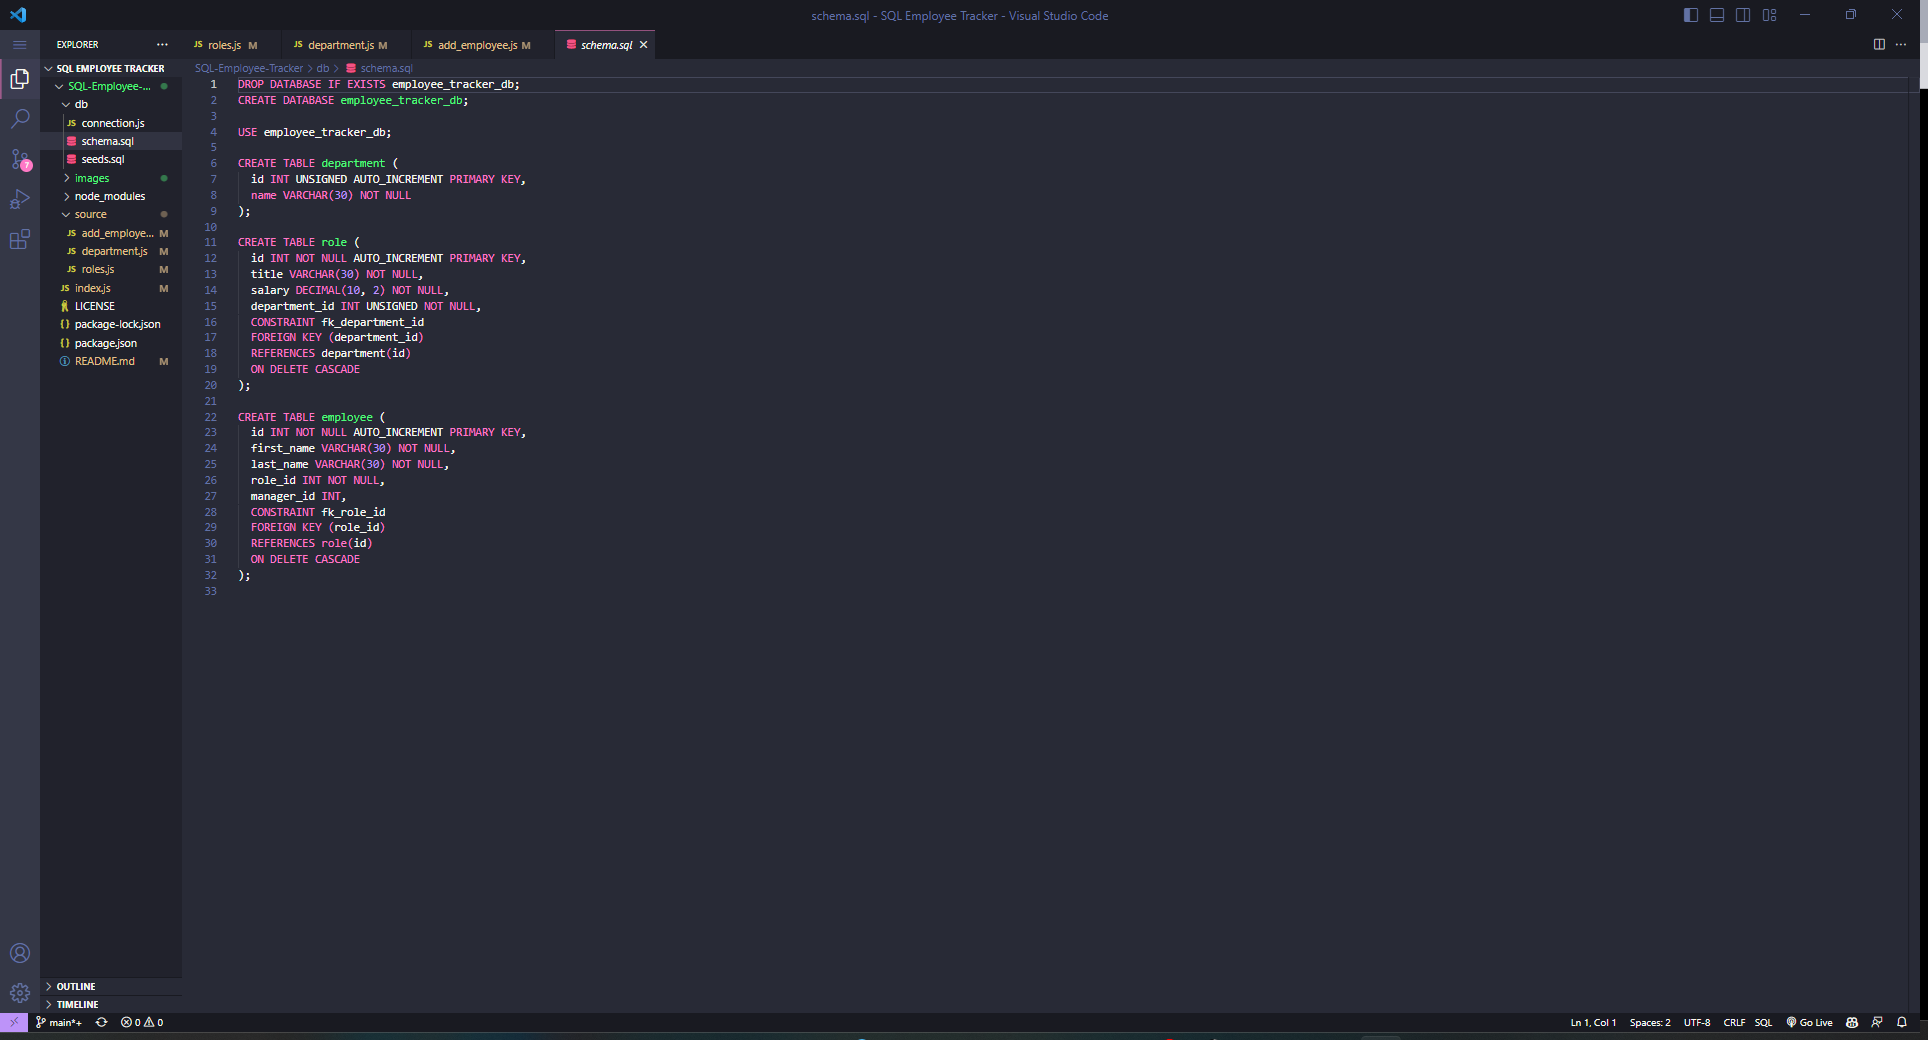 schema.sql - SQL Employee Tracker - Visual Studio Code
EXPLORER
SQL EMPLOYEE TRACKER
SQL-Employee-...
db
JS connection.js
schema.sql
seeds.sql
images
node_modules
source
JS add_employe... M
JS department.js M
JS roles.js M
JS index.js M
LICENSE
{} package-lock.json
{} package.json
README.md M
7
OUTLINE
TIMELINE
JS roles.js M
JS department.js M
JS add_employee.js M
schema.sql
SQL-Employee-Tracker > db > schema.sql
1 DROP DATABASE IF EXISTS employee_tracker_db;
2 CREATE DATABASE employee_tracker_db;
3
4 USE employee_tracker_db;
5
6 CREATE TABLE department (
7 id INT UNSIGNED AUTO_INCREMENT PRIMARY KEY,
8 name VARCHAR(30) NOT NULL
9 );
10
11 CREATE TABLE role (
12 id INT NOT NULL AUTO_INCREMENT PRIMARY KEY,
13 title VARCHAR(30) NOT NULL,
14 salary DECIMAL(10, 2) NOT NULL,
15 department_id INT UNSIGNED NOT NULL,
16 CONSTRAINT fk_department_id
17 FOREIGN KEY (department_id)
18 REFERENCES department(id)
19 ON DELETE CASCADE
20 );
21
22 CREATE TABLE employee (
23 id INT NOT NULL AUTO_INCREMENT PRIMARY KEY,
24 first_name VARCHAR(30) NOT NULL,
25 last_name VARCHAR(30) NOT NULL,
26 role_id INT NOT NULL,
27 manager_id INT,
28 CONSTRAINT fk_role_id
29 FOREIGN KEY (role_id)
30 REFERENCES role(id)
31 ON DELETE CASCADE
32 );
33
main*+ 0 0 Ln 1, Col 1 Spaces: 2 UTF-8 CRLF SQL Go Live